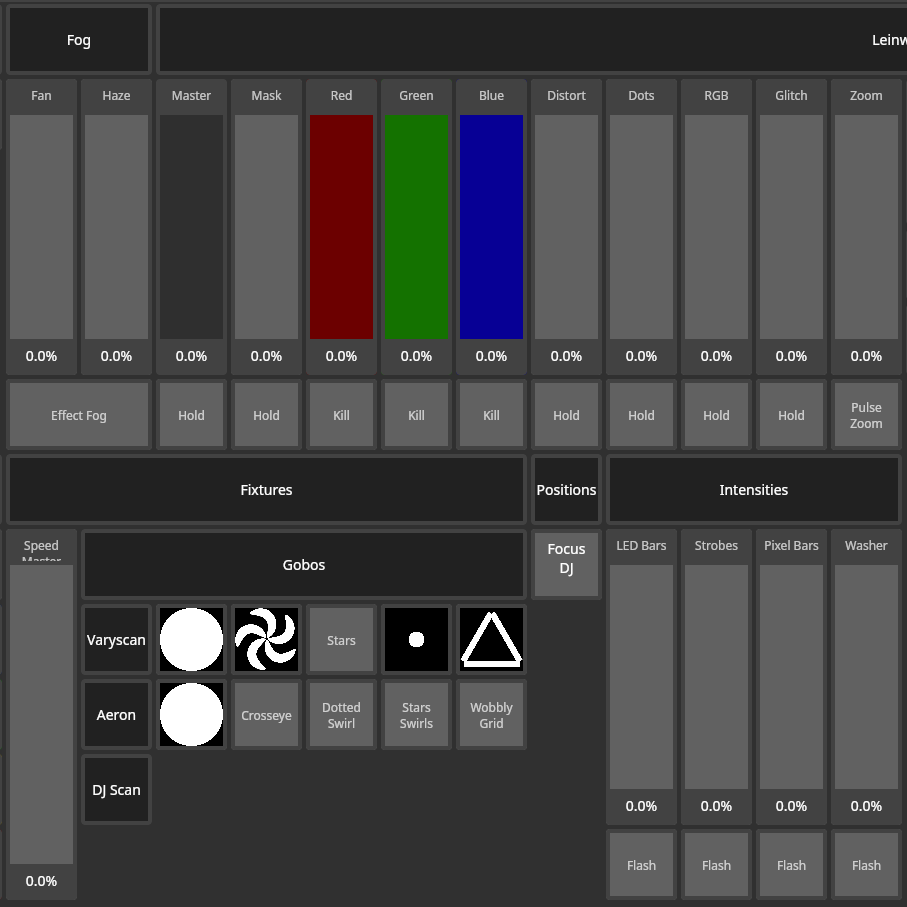 Fog
Leinw
Fan Haze Master Mask Red Green Blue Distort Dots RGB Glitch Zoom
0.0% 0.0% 0.0% 0.0% 0.0% 0.0% 0.0% 0.0% 0.0% 0.0% 0.0% 0.0%
Effect Fog Hold Hold Kill Kill Kill Hold Hold Hold Hold Pulse
Zoom
Fixtures Positions Intensities
Speed
Master
Gobos
Focus
DJ
LED Bars Strobes Pixel Bars Washer
Varyscan Stars
Aeron Crosseye Dotted
Swirl
Stars
Swirls
Wobbly
Grid
DJ Scan
0.0% 0.0% 0.0% 0.0%
Flash Flash Flash Flash
0.0%